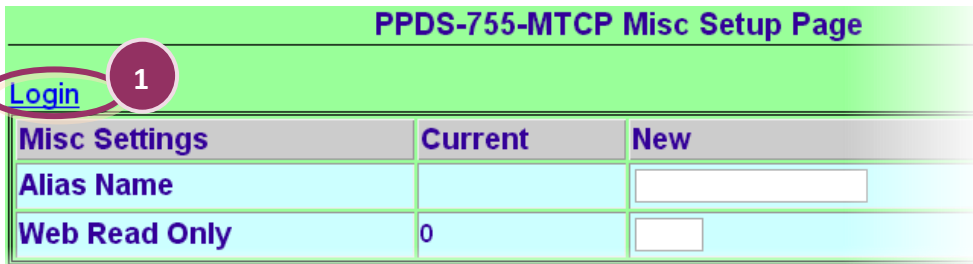 PPDS-755-MTCP Misc Setup Page
1
Login
Misc Settings Current New
Alias Name
Web Read Only 0